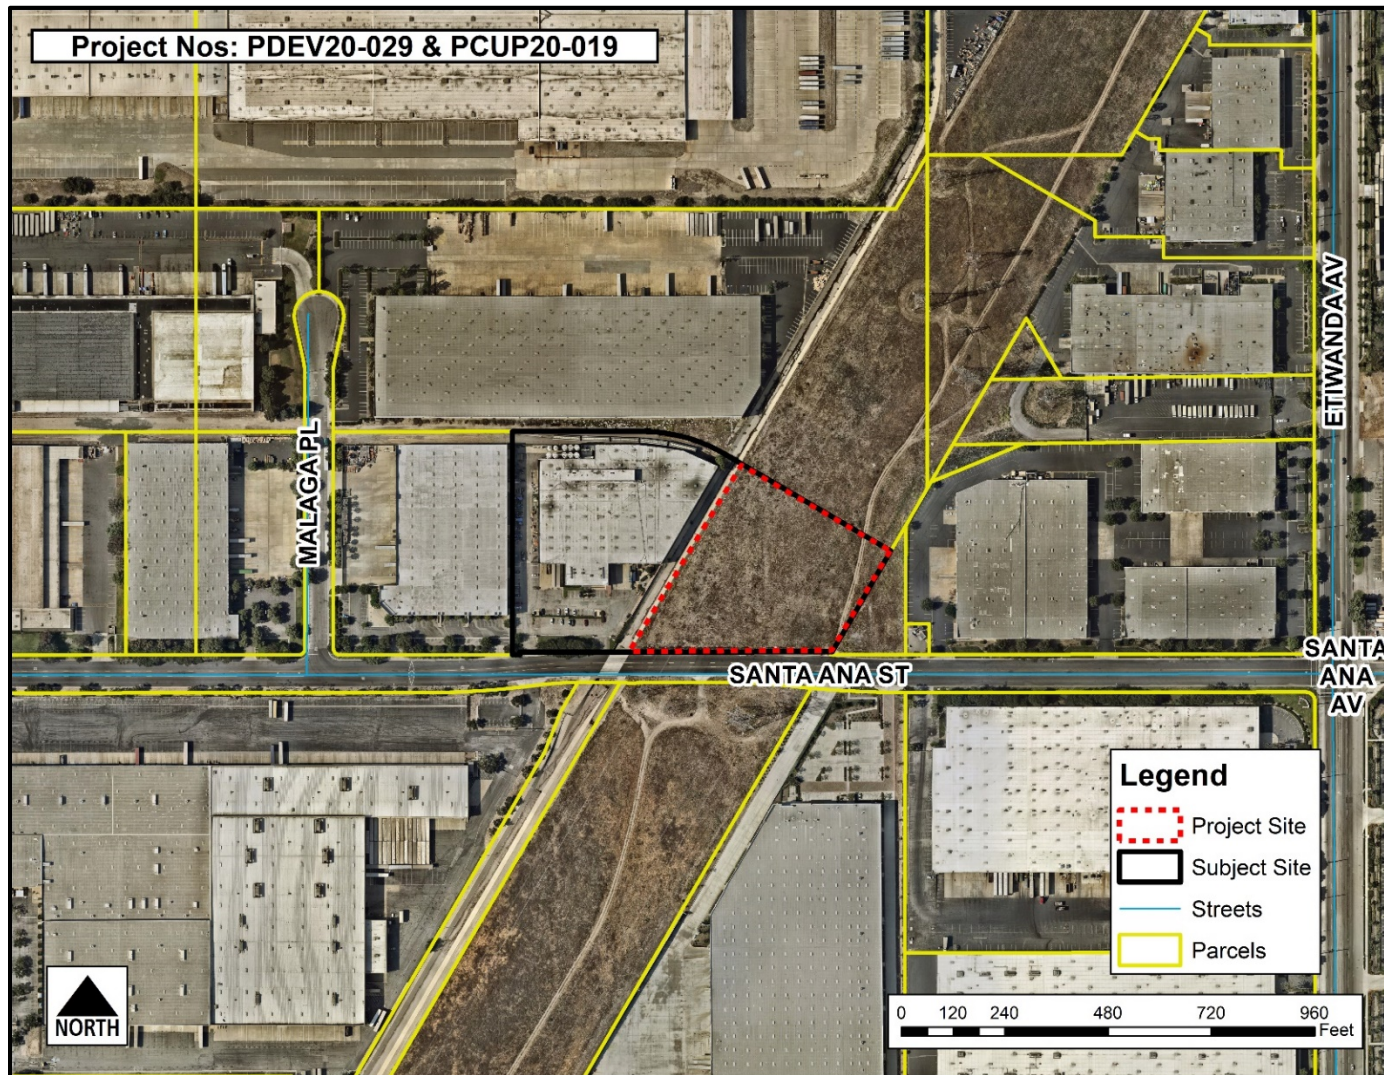 Project Nos: PDEV20-029 & PCUP20-019
ETIWANDA AV
MALAGA PL
SANTA ANA ST
SANTA
ANA
AV
Legend
Project Site
Subject Site
Streets
Parcels
NORTH
0 120 240 480 720 960
Feet